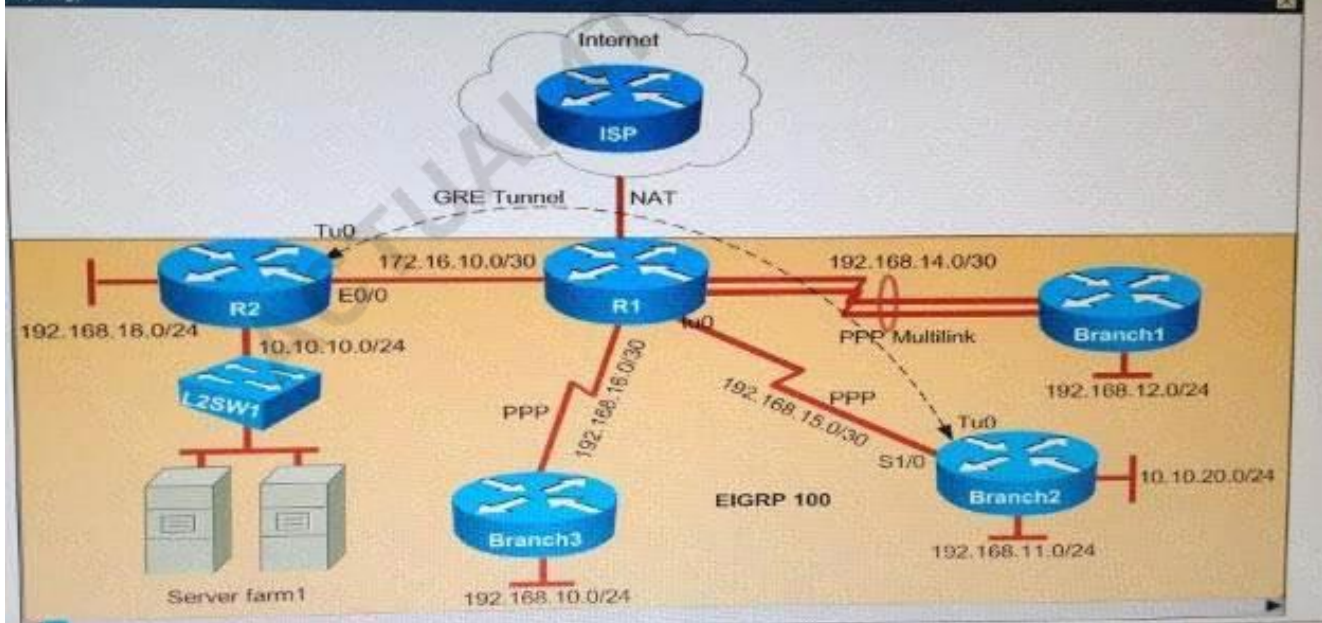 Internet
ISP
GRE Tunnel
NAT
Tu0
172.16.10.0/30
192.168.14.0/30
R2
E0/0
R1
Branch1
192.168.18.0/24
10.10.10.0/24
tu0
PPP Multilink
192.168.12.0/24
L2SW1
PPP
192.168.16.0/30
PPP
192.168.15.0/30
Tu0
S1/0
10.10.20.0/24
Branch2
EIGRP 100
Branch3
192.168.11.0/24
Server farm1
192.168.10.0/24